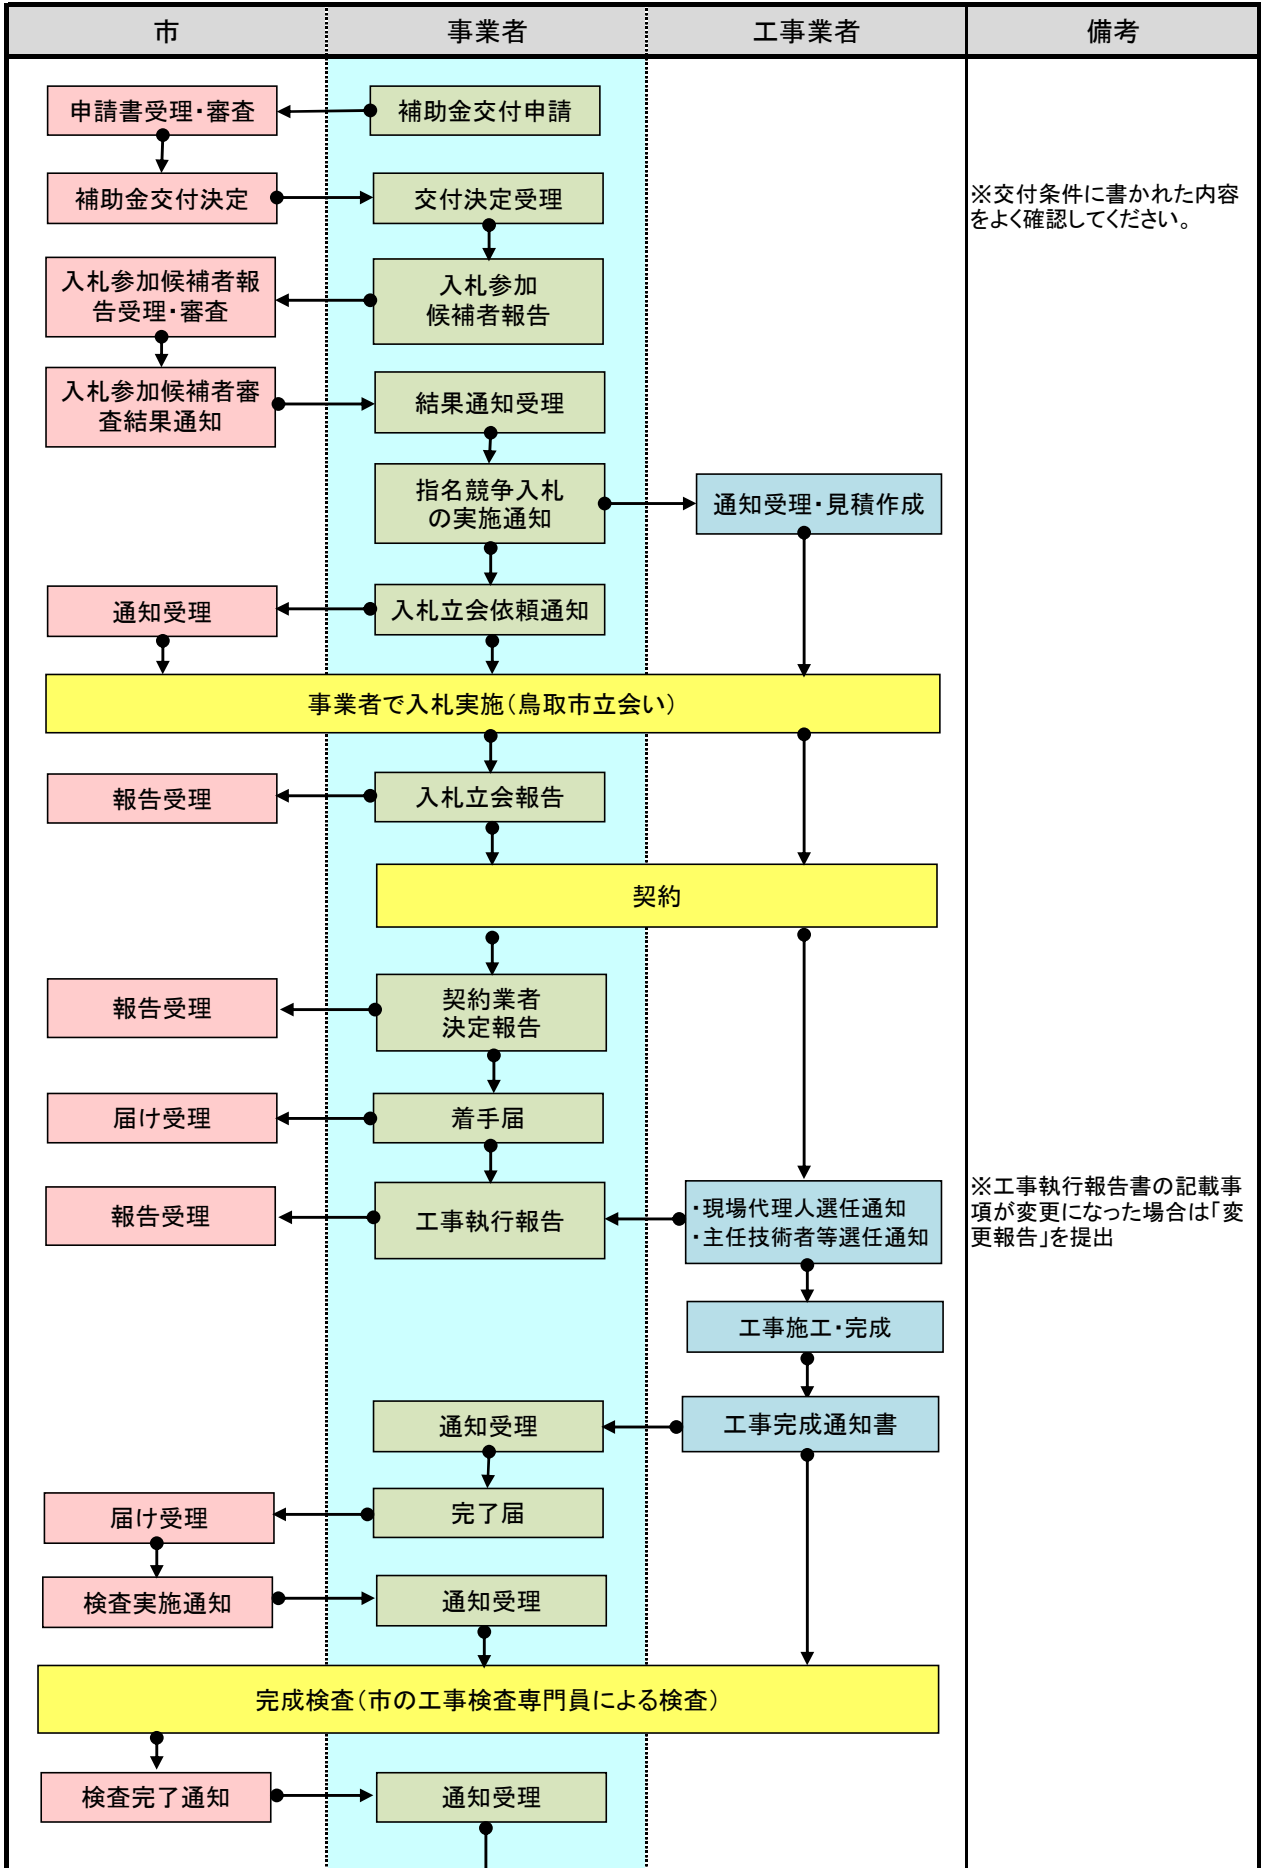 市
事業者
工事業者
備考
申請書受理・審査
補助金交付申請
補助金交付決定
交付決定受理
※交付条件に書かれた内容
をよく確認してください。
入札参加候補者報
告受理・審査
入札参加
候補者報告
入札参加候補者審
査結果通知
結果通知受理
指名競争入札
の実施通知
通知受理・見積作成
通知受理
入札立会依頼通知
事業者で入札実施（鳥取市立会い）
報告受理
入札立会報告
契約
報告受理
契約業者
決定報告
届け受理
着手届
報告受理
工事執行報告
・現場代理人選任通知
・主任技術者等選任通知
※工事執行報告書の記載事
項が変更になった場合は「変
更報告」を提出
工事施工・完成
通知受理
工事完成通知書
届け受理
完了届
検査実施通知
通知受理
完成検査（市の工事検査専門員による検査）
検査完了通知
通知受理